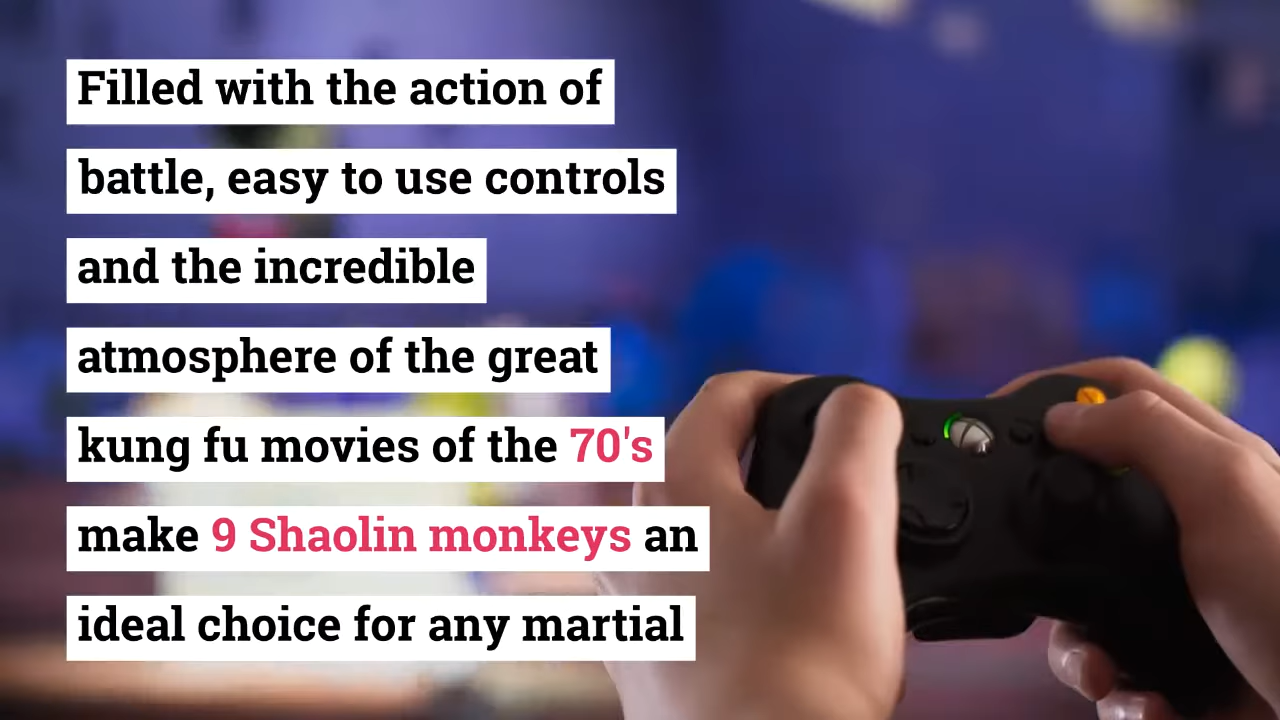 Filled with the action of
battle, easy to use controls
and the incredible
atmosphere of the great
kung fu movies of the 70's
make 9 Shaolin monkeys an
ideal choice for any martial